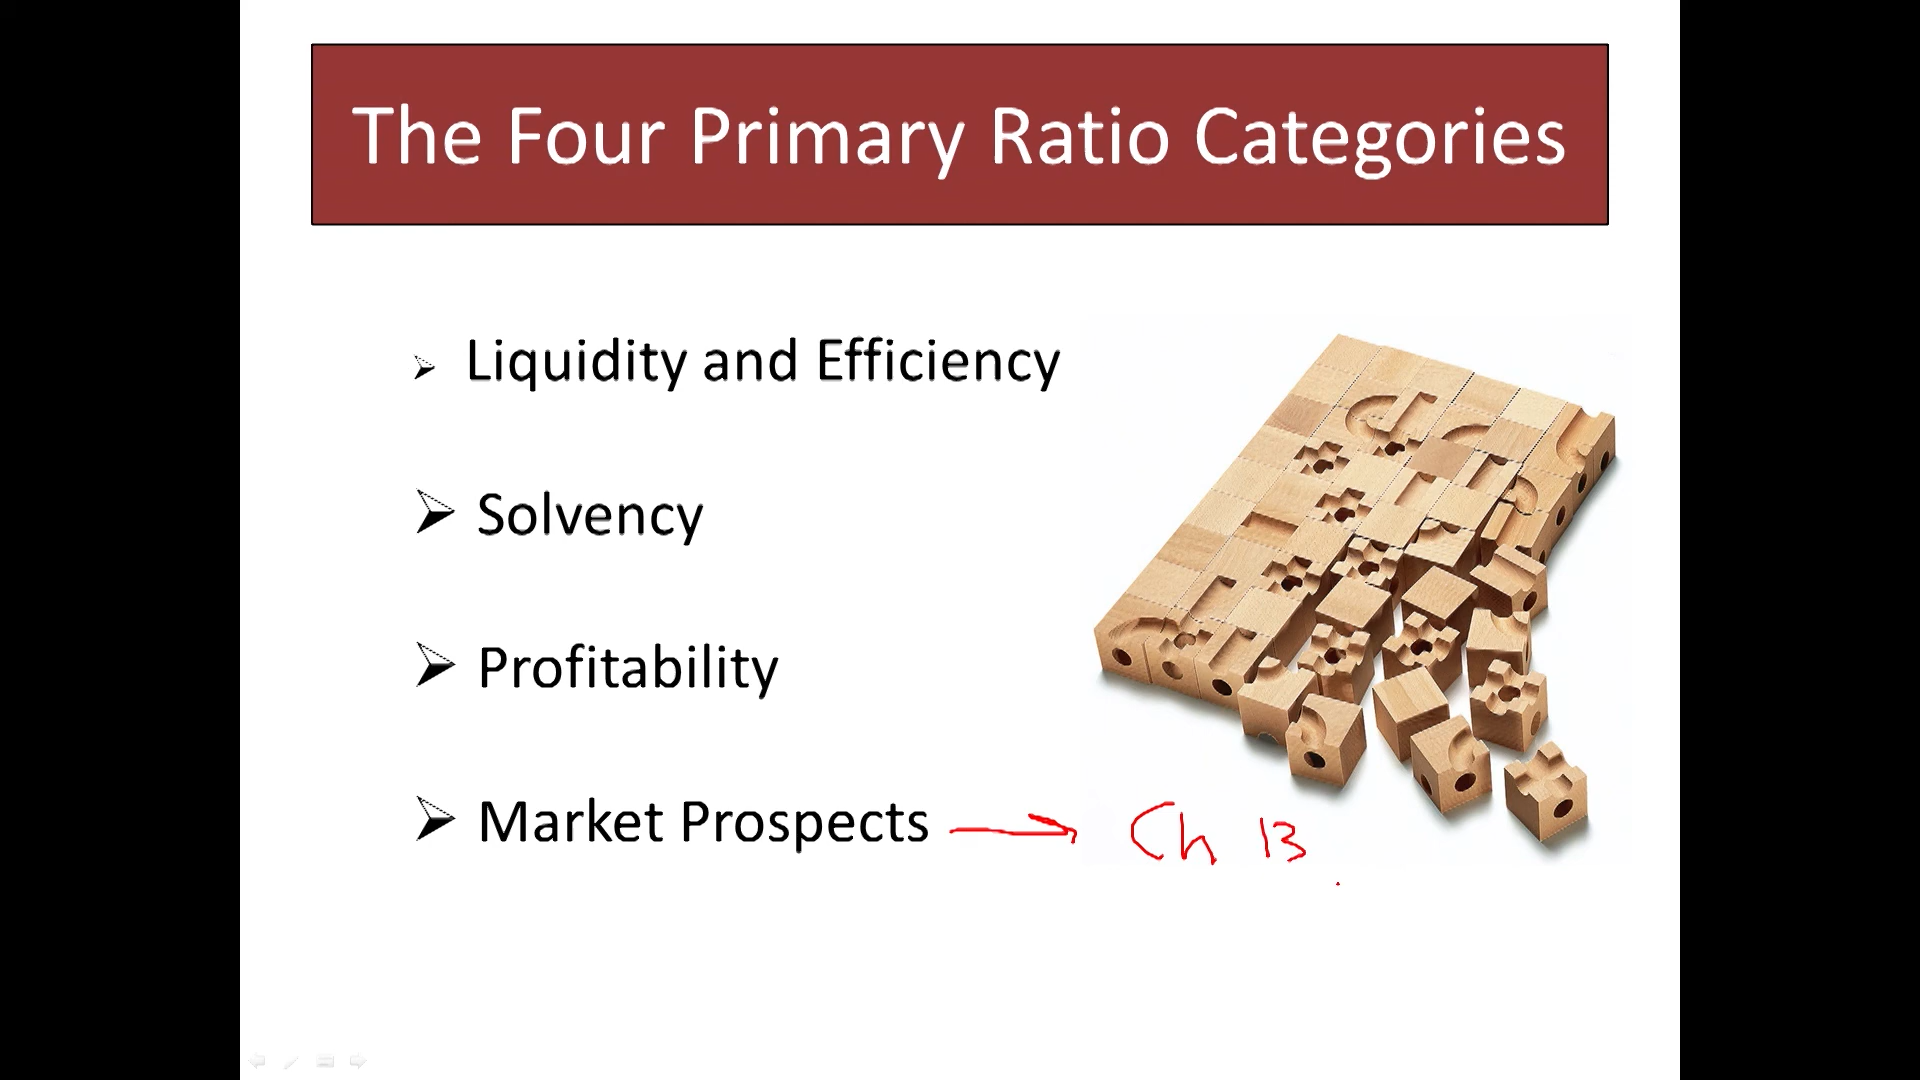 The Four Primary Ratio Categories
Liquidity and Efficiency
Solvency
Profitability
Market Prospects → Ch 13